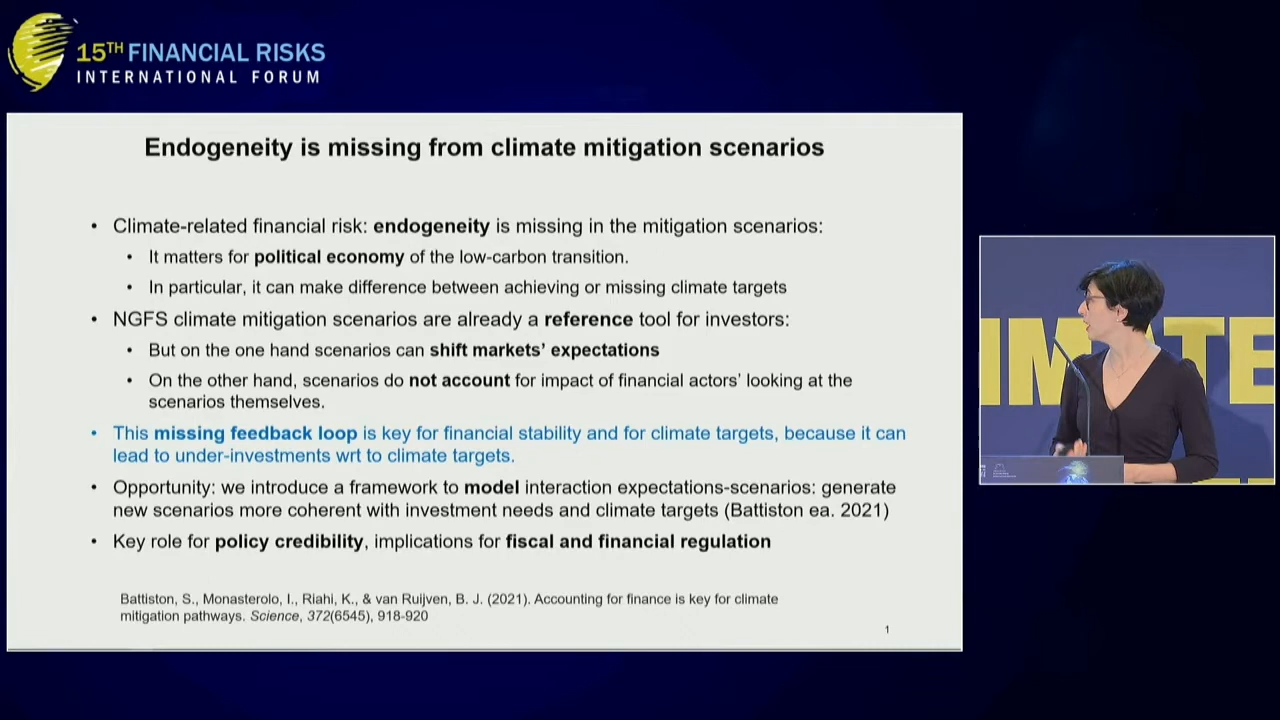 15TH FINANCIAL RISKS
INTERNATIONAL FORUM
Endogeneity is missing from climate mitigation scenarios
• Climate-related financial risk: endogeneity is missing in the mitigation scenarios:
• It matters for political economy of the low-carbon transition.
• In particular, it can make difference between achieving or missing climate targets
• NGFS climate mitigation scenarios are already a reference tool for investors:
• But on the one hand scenarios can shift markets’ expectations
• On the other hand, scenarios do not account for impact of financial actors’ looking at the
scenarios themselves.
• This missing feedback loop is key for financial stability and for climate targets, because it can
lead to under-investments wrt to climate targets.
• Opportunity: we introduce a framework to model interaction expectations-scenarios: generate
new scenarios more coherent with investment needs and climate targets (Battiston ea. 2021)
• Key role for policy credibility, implications for fiscal and financial regulation
Battiston, S., Monasterolo, I., Riahi, K., & van Ruijven, B. J. (2021). Accounting for finance is key for climate
mitigation pathways. Science, 372(6545), 918-920
1
IMATE